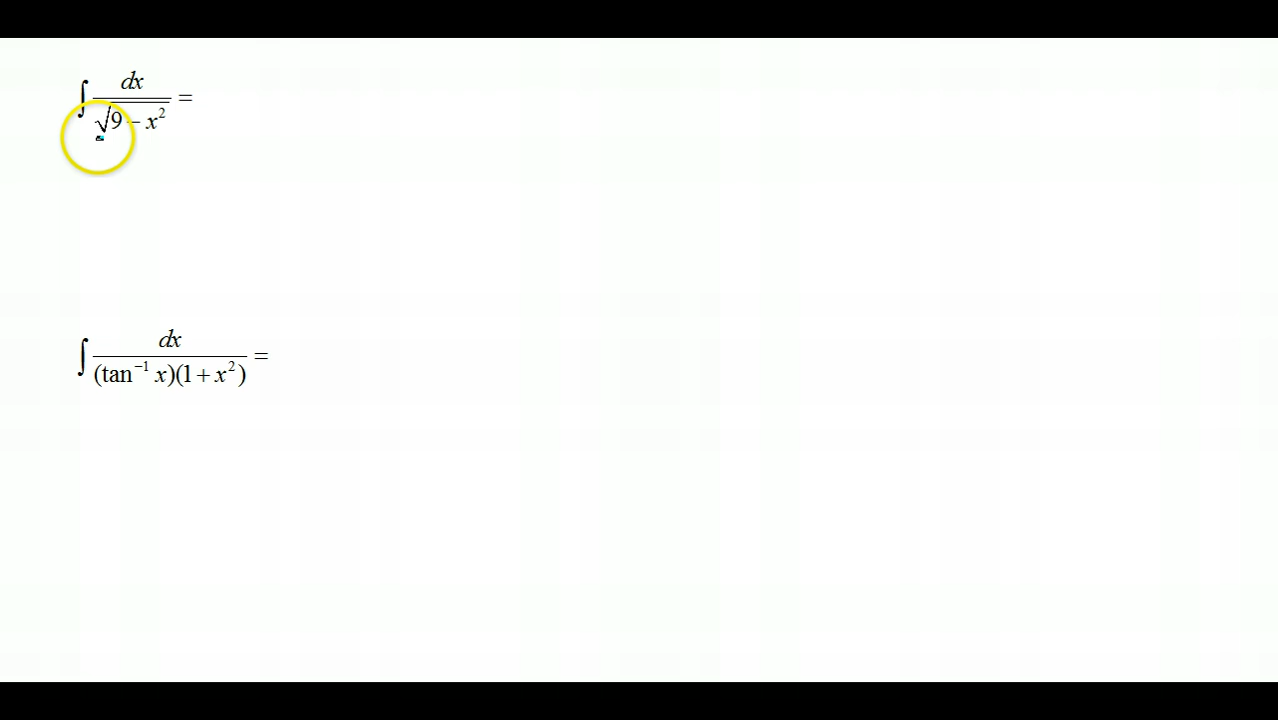 ∫ dx / √(9 − x²) =
∫ dx / ((tan⁻¹ x)(1 + x²)) =